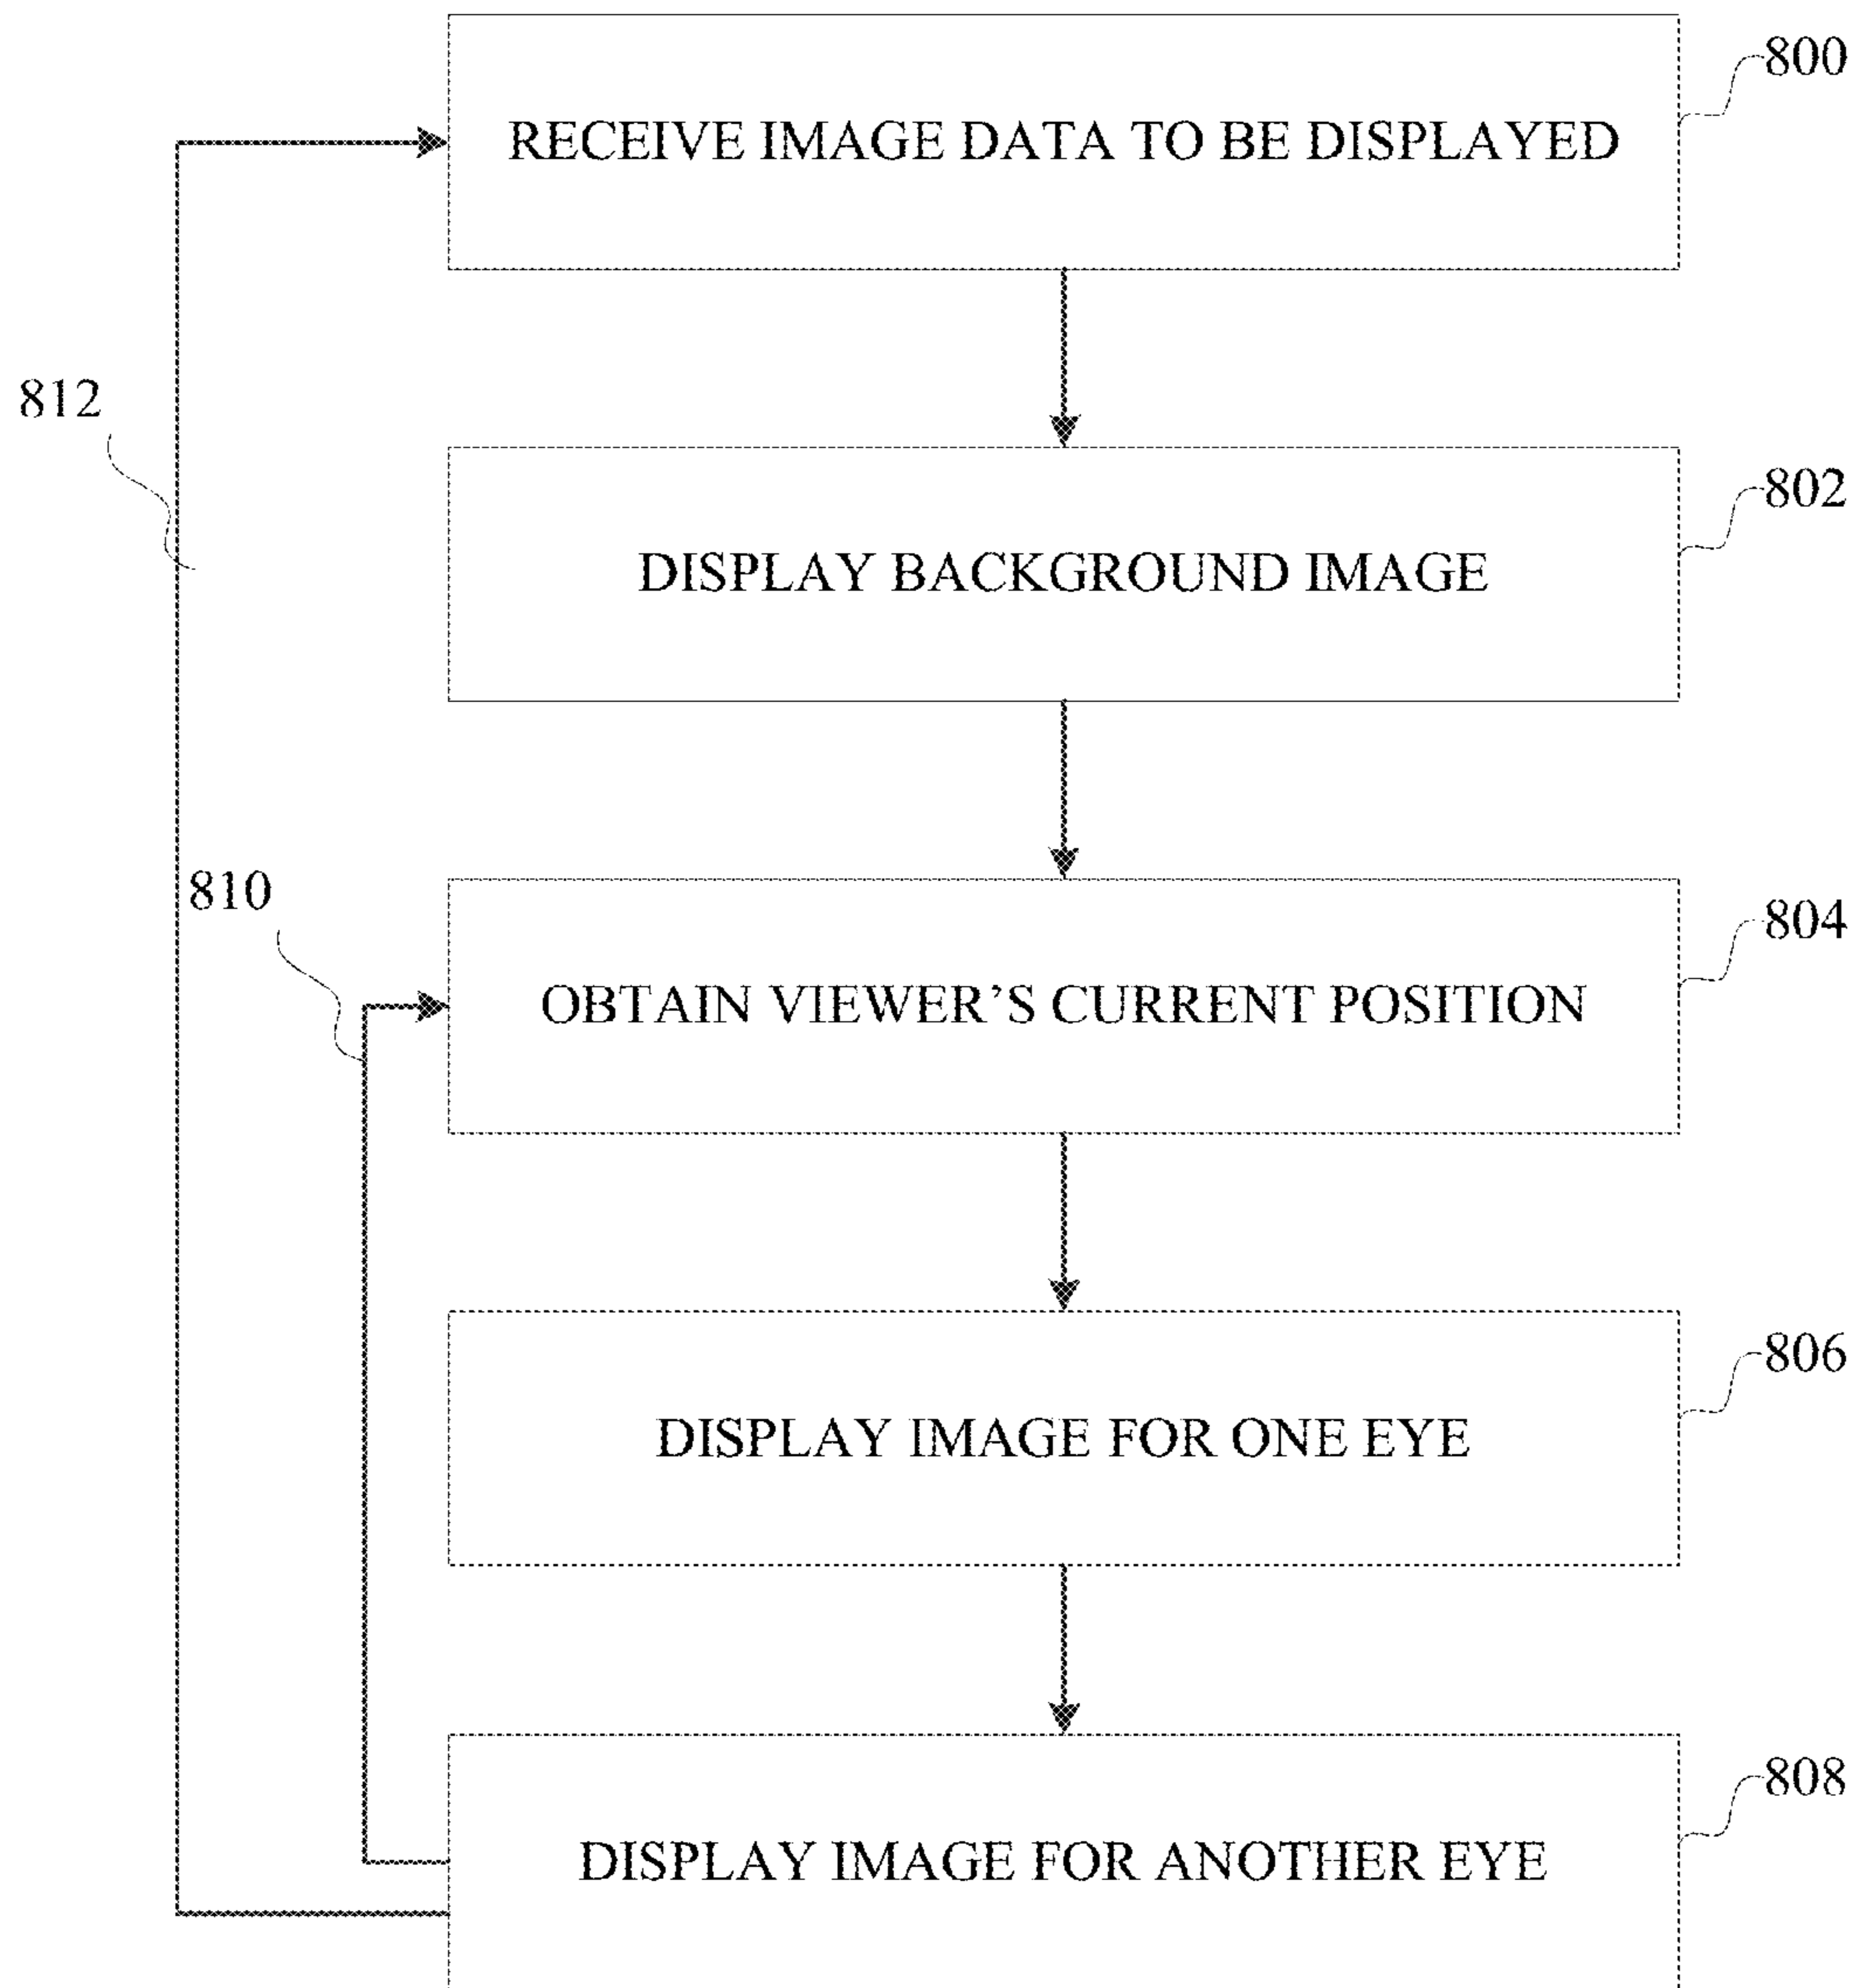 800
RECEIVE IMAGE DATA TO BE DISPLAYED
812
802
DISPLAY BACKGROUND IMAGE
810
804
OBTAIN VIEWER’S CURRENT POSITION
806
DISPLAY IMAGE FOR ONE EYE
808
DISPLAY IMAGE FOR ANOTHER EYE